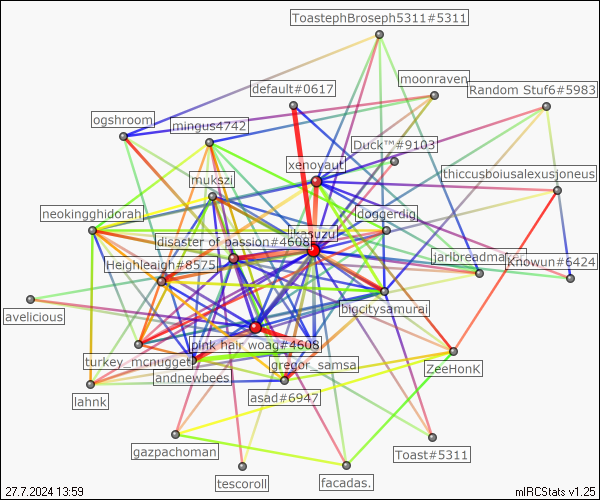 ToastephBroseph5311#5311
moonraven
default#0617
Random Stuf6#5983
ogshroom
mingus4742
Duck™#9103
xenoyaut
thiccusboiusalexusjoneus
mukszi
neokingghidorah
doggerdig
ikasuzu
disaster of passion#4608
Heighleaigh#8575
jarlbreadmaker
Knowun#6424
avelicious
bigcitysamurai
pink hair woag#4608
turkey_mcnugget
gregor_samsa
ZeeHonk
andnewbees
lahnk
asad#6947
gazpachoman
Toast#5311
tescoroll
facadas.
27.7.2024 13:59
mIRCStats v1.25